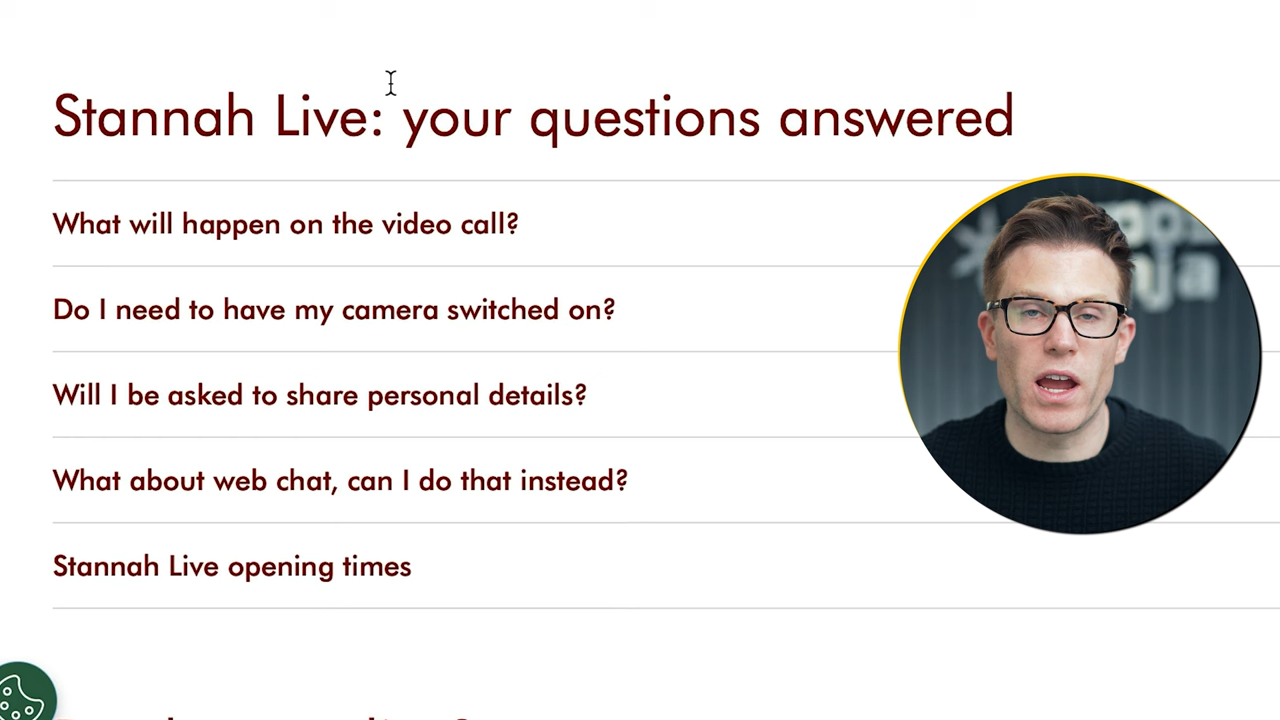 Stannah Live: your questions answered
What will happen on the video call?
Do I need to have my camera switched on?
Will I be asked to share personal details?
What about web chat, can I do that instead?
Stannah Live opening times